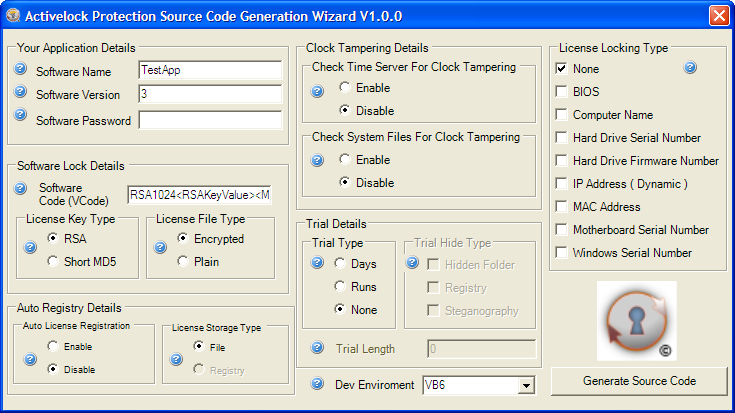 Activelock Protection Source Code Generation Wizard V1.0.0
Your Application Details
Software Name
TestApp
Software Version
3
Software Password
Software Lock Details
Software
Code (VCode)
RSA1024<RSAKeyValue><M
License Key Type
RSA
Short MD5
License File Type
Encrypted
Plain
Auto Registry Details
Auto License Registration
Enable
Disable
License Storage Type
File
Registry
Clock Tampering Details
Check Time Server For Clock Tampering
Enable
Disable
Check System Files For Clock Tampering
Enable
Disable
Trial Details
Trial Type
Days
Runs
None
Trial Hide Type
Hidden Folder
Registry
Steganography
Trial Length
0
Dev Enviroment
VB6
License Locking Type
None
BIOS
Computer Name
Hard Drive Serial Number
Hard Drive Firmware Number
IP Address ( Dynamic )
MAC Address
Motherboard Serial Number
Windows Serial Number
©
Generate Source Code